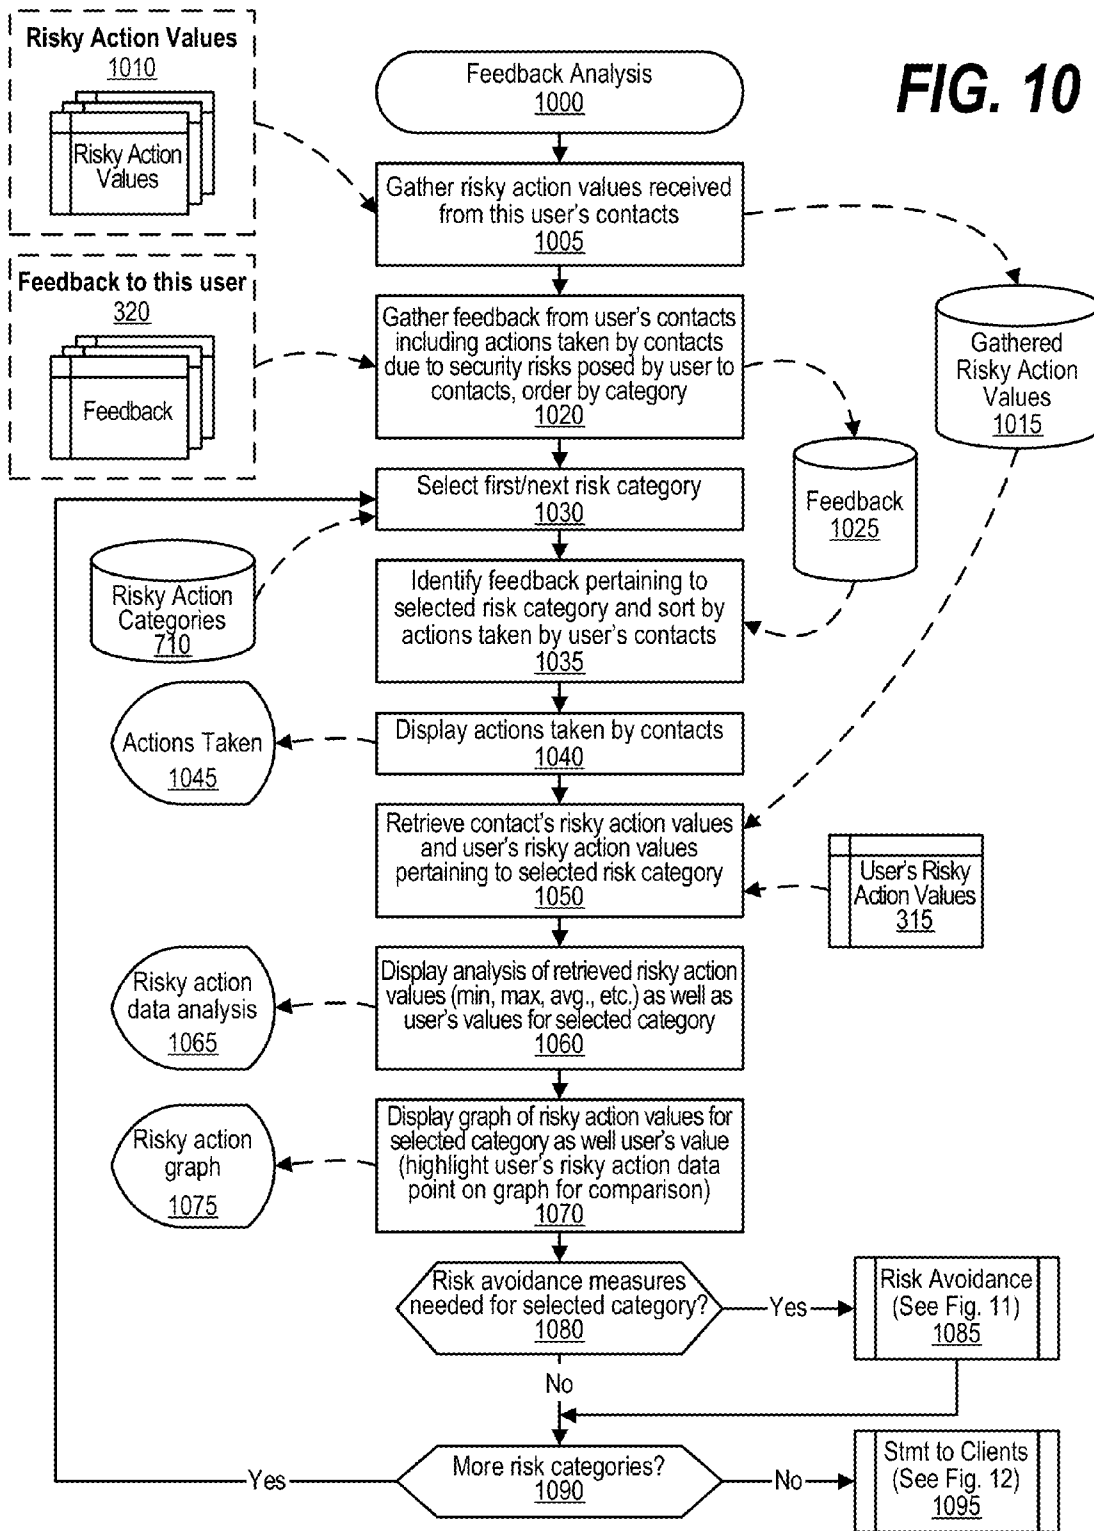 FIG. 10
Risky Action Values
1010
Risky Action
Values
Feedback Analysis
1000
Gather risky action values received
from this user's contacts
1005
Feedback to this user
320
Feedback
Gather feedback from user's contacts
including actions taken by contacts
due to security risks posed by user to
contacts, order by category
1020
Gathered
Risky Action
Values
1015
Select first/next risk category
1030
Feedback
1025
Risky Action
Categories
710
Identify feedback pertaining to
selected risk category and sort by
actions taken by user's contacts
1035
Actions Taken
1045
Display actions taken by contacts
1040
Retrieve contact's risky action values
and user's risky action values
pertaining to selected risk category
1050
User's Risky
Action Values
315
Risky action
data analysis
1065
Display analysis of retrieved risky action
values (min, max, avg., etc.) as well as
user's values for selected category
1060
Risky action
graph
1075
Display graph of risky action values for
selected category as well user's value
(highlight user's risky action data
point on graph for comparison)
1070
Risk avoidance measures
needed for selected category?
1080
Yes
Risk Avoidance
(See Fig. 11)
1085
No
Yes
More risk categories?
1090
No
Stmt to Clients
(See Fig. 12)
1095